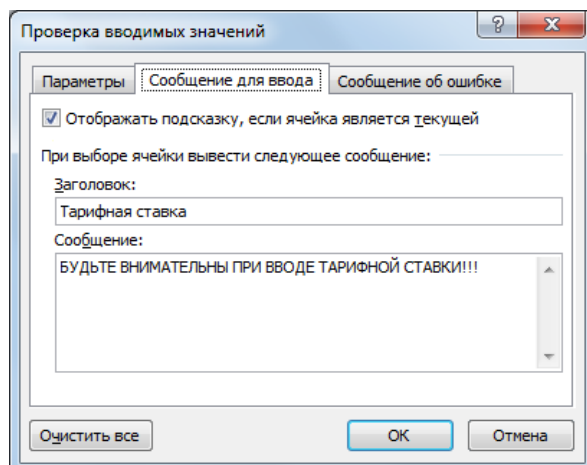 Проверка вводимых значений
Параметры Сообщение для ввода Сообщение об ошибке
Отображать подсказку, если ячейка является текущей
При выборе ячейки вывести следующее сообщение:
Заголовок:
Тарифная ставка
Сообщение:
БУДЬТЕ ВНИМАТЕЛЬНЫ ПРИ ВВОДЕ ТАРИФНОЙ СТАВКИ!!!
Очистить все ОК Отмена